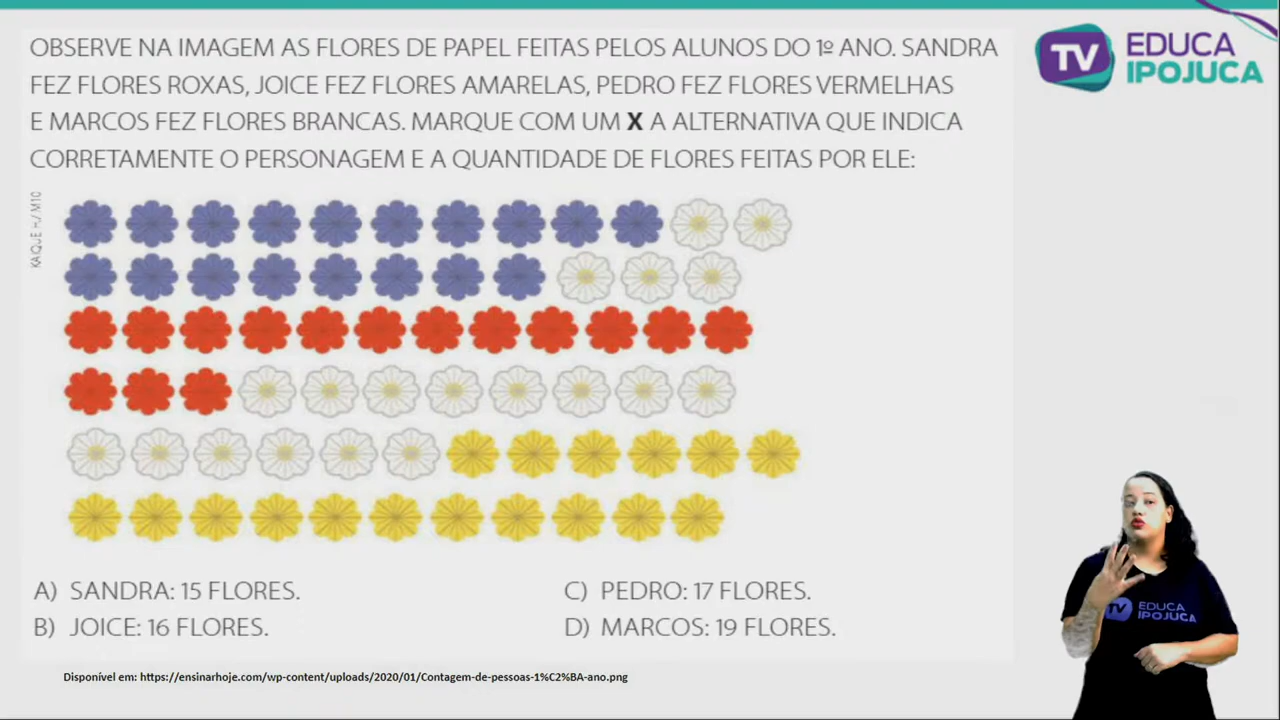 OBSERVE NA IMAGEM AS FLORES DE PAPEL FEITAS PELOS ALUNOS DO 1º ANO. SANDRA
FEZ FLORES ROXAS, JOICE FEZ FLORES AMARELAS, PEDRO FEZ FLORES VERMELHAS
E MARCOS FEZ FLORES BRANCAS. MARQUE COM UM X A ALTERNATIVA QUE INDICA
CORRETAMENTE O PERSONAGEM E A QUANTIDADE DE FLORES FEITAS POR ELE:
TV EDUCA
IPOJUCA
KAIQUE H./ M10
A) SANDRA: 15 FLORES.
B) JOICE: 16 FLORES.
C) PEDRO: 17 FLORES.
D) MARCOS: 19 FLORES.
TV EDUCA
IPOJUCA
Disponível em: https://ensinarhoje.com/wp-content/uploads/2020/01/Contagem-de-pessoas-1%C2%BA-ano.png